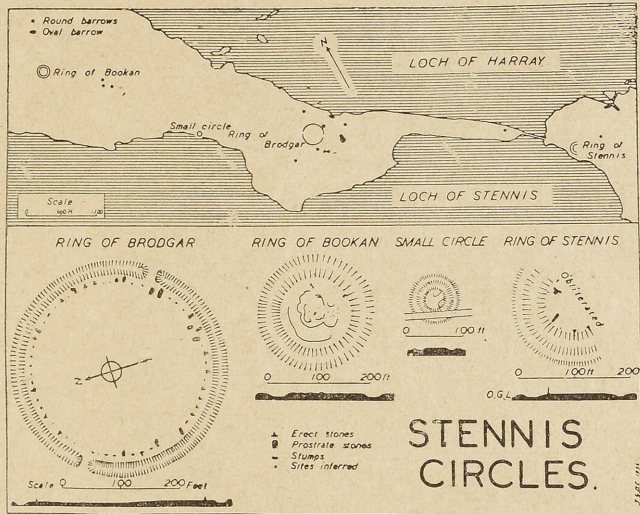 Round barrows
Oval barrow
Ring of Bookan
N
LOCH OF HARRAY
Small circle
Ring of
Brodgar
Ring of
Stennis
Scale
LOCH OF STENNIS
RING OF BRODGAR
RING OF BOOKAN
SMALL CIRCLE
RING OF STENNIS
N
Obliterated
0 100 200 ft
0 100 ft
0 100 ft 200
O.G.L.
Erect stones
Prostrate stones
Stumps
Sites inferred
Scale 0 100 200 Feet
STENNIS
CIRCLES.